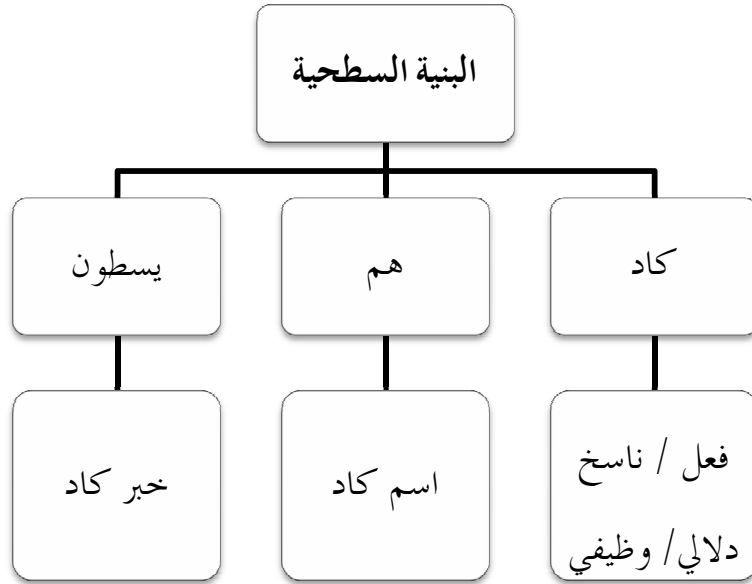 البنية السطحية
كاد
هم
يسطون
فعل / ناسخ
دلالي/ وظيفي
اسم كاد
خبر كاد